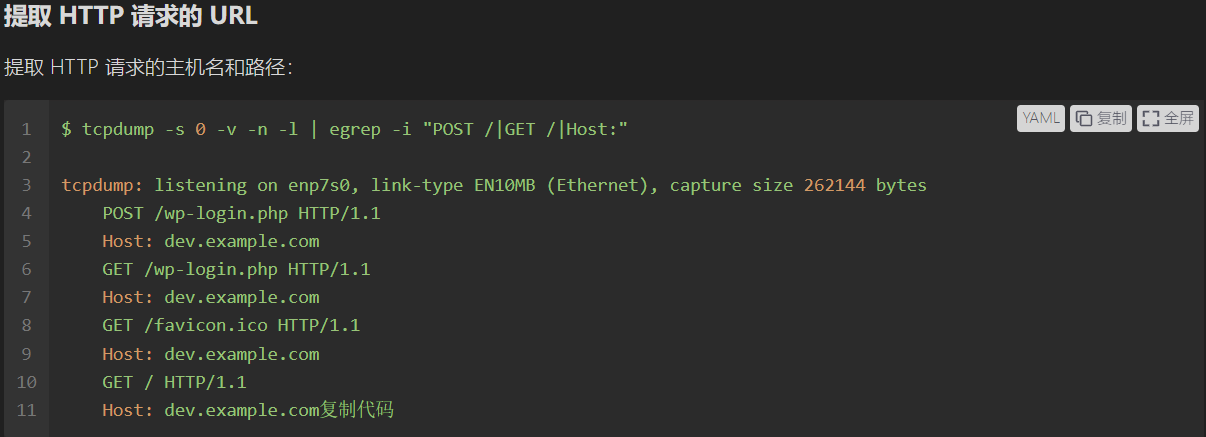 提取 HTTP 请求的 URL
提取 HTTP 请求的主机名和路径：
YAML 复制 全屏
1 $ tcpdump -s 0 -v -n -l | egrep -i "POST /|GET /|Host:"
2
3 tcpdump: listening on enp7s0, link-type EN10MB (Ethernet), capture size 262144 bytes
4 POST /wp-login.php HTTP/1.1
5 Host: dev.example.com
6 GET /wp-login.php HTTP/1.1
7 Host: dev.example.com
8 GET /favicon.ico HTTP/1.1
9 Host: dev.example.com
10 GET / HTTP/1.1
11 Host: dev.example.com复制代码